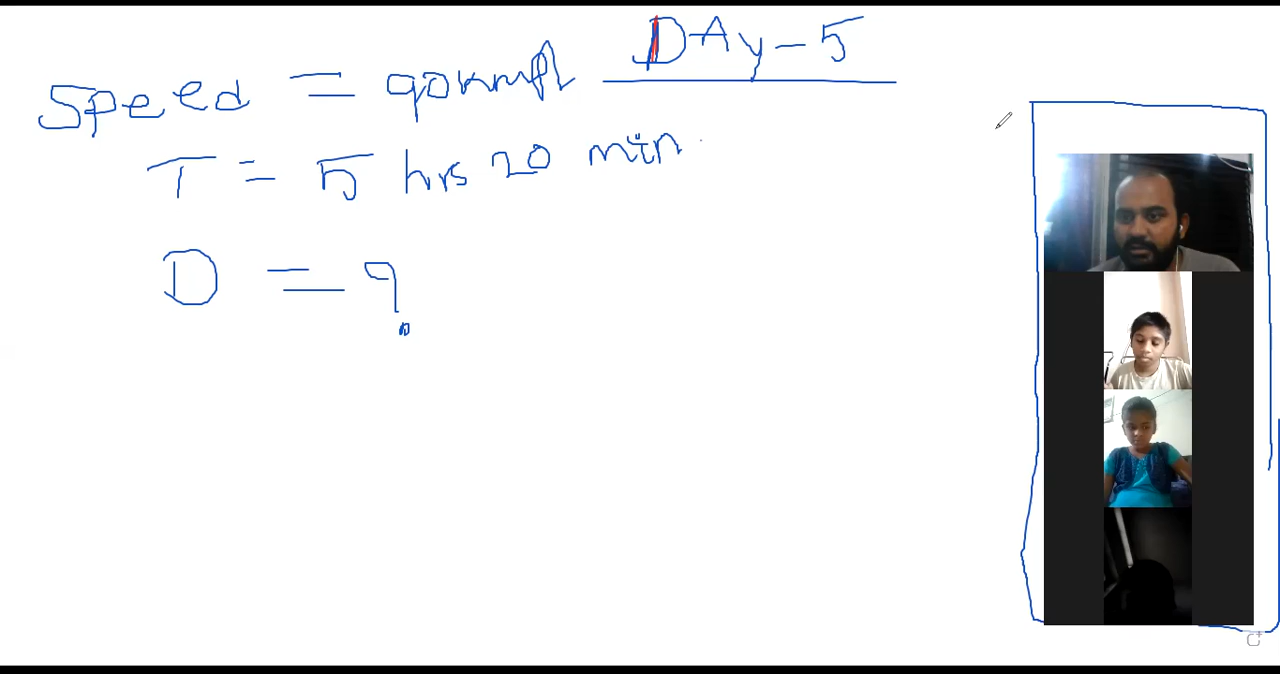 DAy - 5
Speed = 90kmph
T = 5 hrs 20 min
D = ?